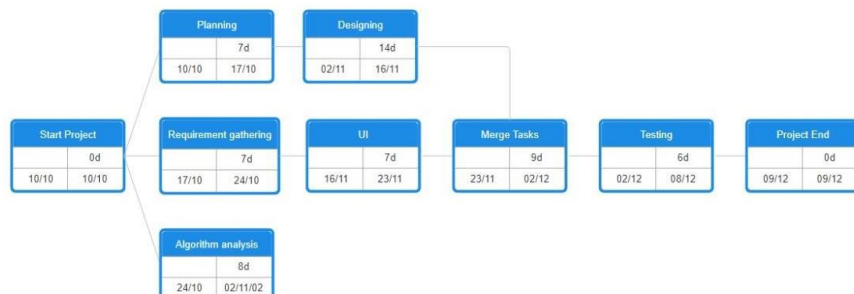 Planning
7d
10/10 17/10
Designing
14d
02/11 16/11
Start Project
0d
10/10 10/10
Requirement gathering
7d
17/10 24/10
UI
7d
16/11 23/11
Merge Tasks
9d
23/11 02/12
Testing
6d
02/12 08/12
Project End
0d
09/12 09/12
Algorithm analysis
8d
24/10 02/11/02